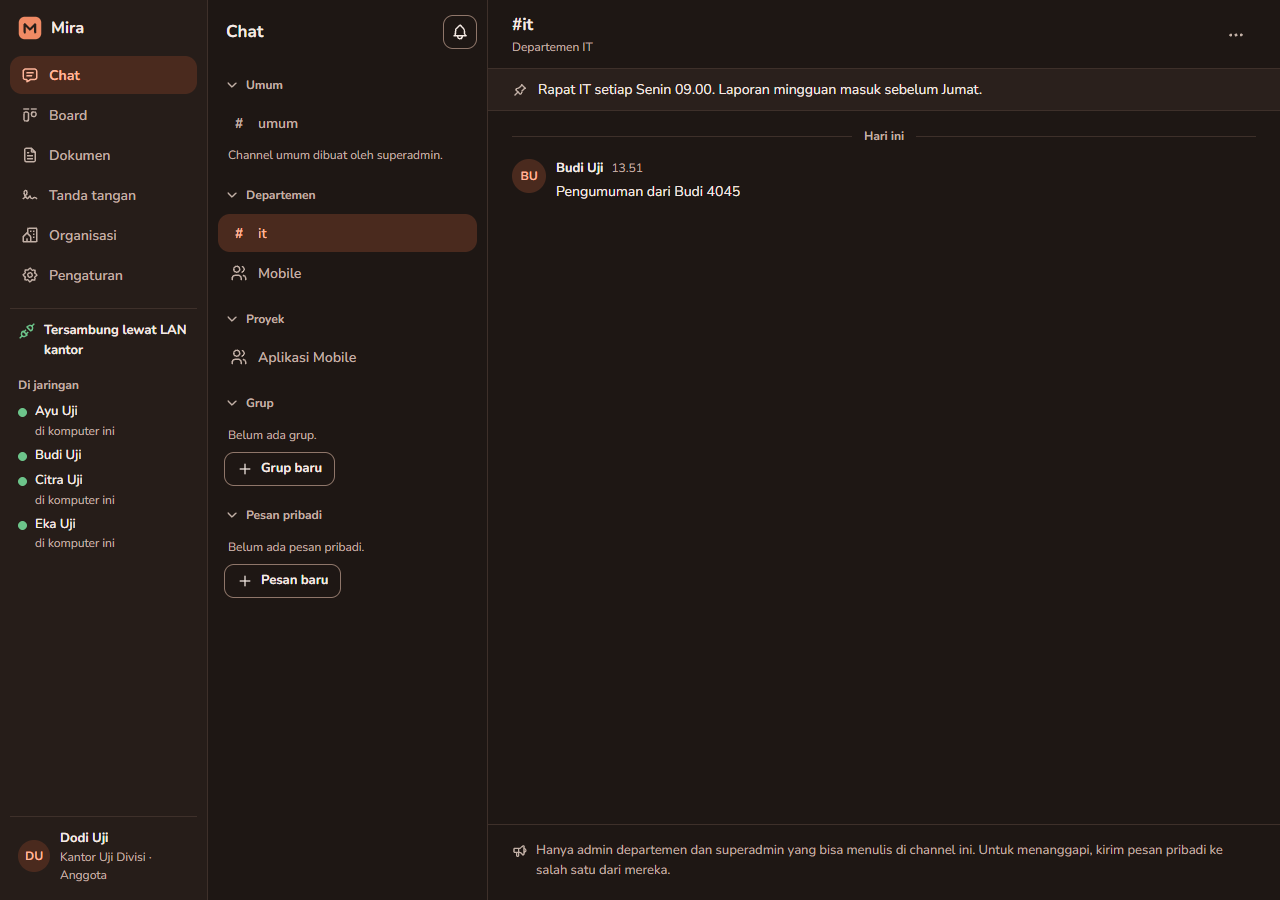 Mira
Chat
Board
Dokumen
Tanda tangan
Organisasi
Pengaturan
Tersambung lewat LAN
kantor
Di jaringan
Ayu Uji
di komputer ini
Budi Uji
Citra Uji
di komputer ini
Eka Uji
di komputer ini
DU
Dodi Uji
Kantor Uji Divisi ·
Anggota
Chat
Umum
# umum
Channel umum dibuat oleh superadmin.
Departemen
# it
Mobile
Proyek
Aplikasi Mobile
Grup
Belum ada grup.
+ Grup baru
Pesan pribadi
Belum ada pesan pribadi.
+ Pesan baru
#it
Departemen IT
Rapat IT setiap Senin 09.00. Laporan mingguan masuk sebelum Jumat.
Hari ini
BU
Budi Uji 13.51
Pengumuman dari Budi 4045
Hanya admin departemen dan superadmin yang bisa menulis di channel ini. Untuk menanggapi, kirim pesan pribadi ke
salah satu dari mereka.